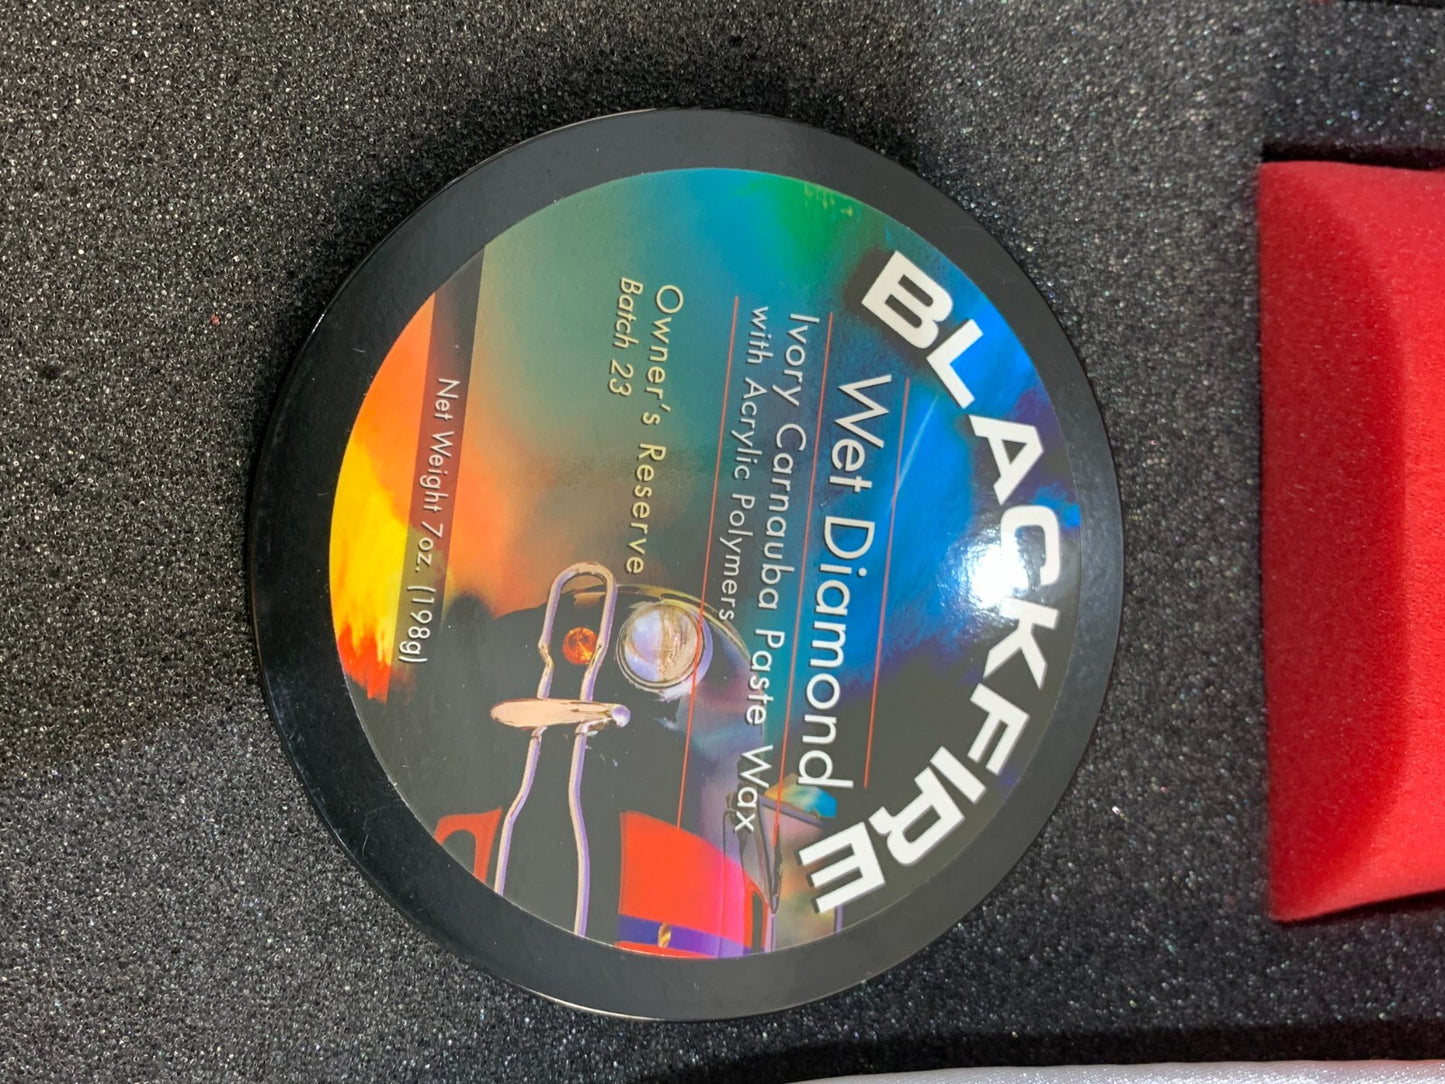 BLACKFIRE
Wet Diamond
Ivory Carnauba Paste Wax
with Acrylic Polymers
Owner's Reserve
Batch 23
Net Weight 7oz. (198g)